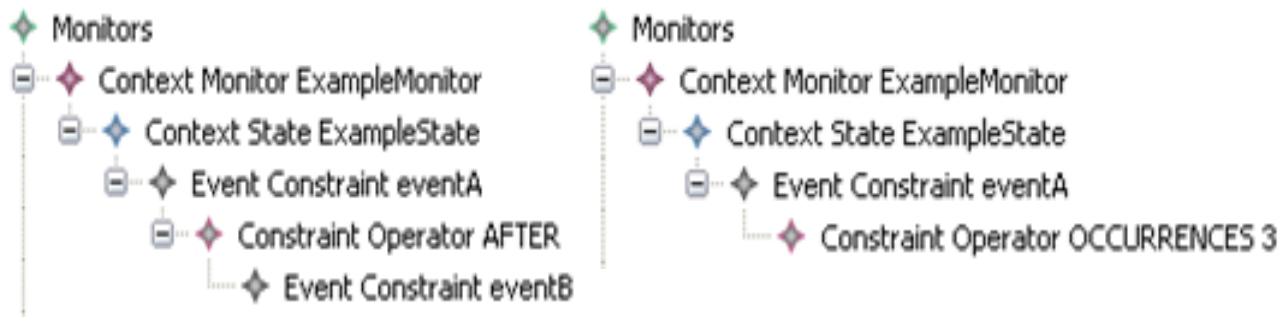 Monitors
Context Monitor ExampleMonitor
Context State ExampleState
Event Constraint eventA
Constraint Operator AFTER
Event Constraint eventB
Monitors
Context Monitor ExampleMonitor
Context State ExampleState
Event Constraint eventA
Constraint Operator OCCURRENCES 3